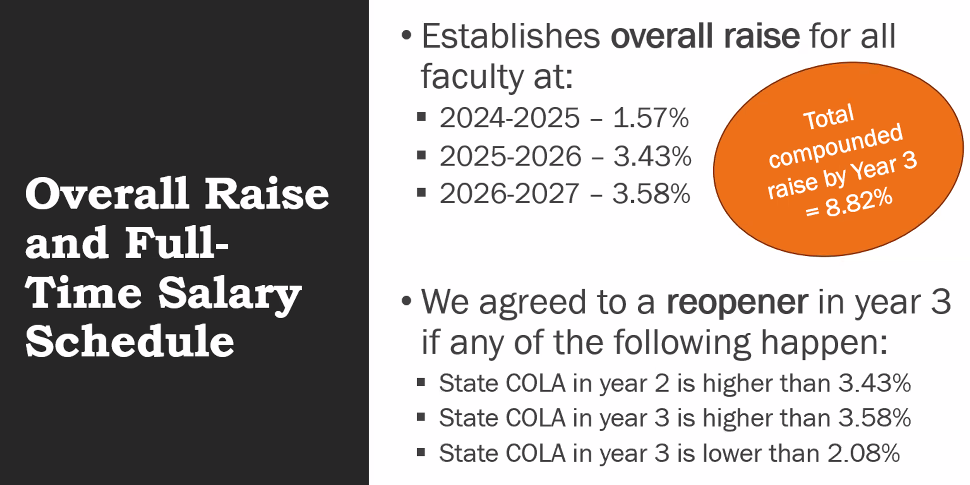 Overall Raise
and Full-
Time Salary
Schedule
• Establishes overall raise for all
faculty at:
▪ 2024-2025 – 1.57%
▪ 2025-2026 – 3.43%
▪ 2026-2027 – 3.58%
Total
compounded
raise by Year 3
= 8.82%
• We agreed to a reopener in year 3
if any of the following happen:
▪ State COLA in year 2 is higher than 3.43%
▪ State COLA in year 3 is higher than 3.58%
▪ State COLA in year 3 is lower than 2.08%